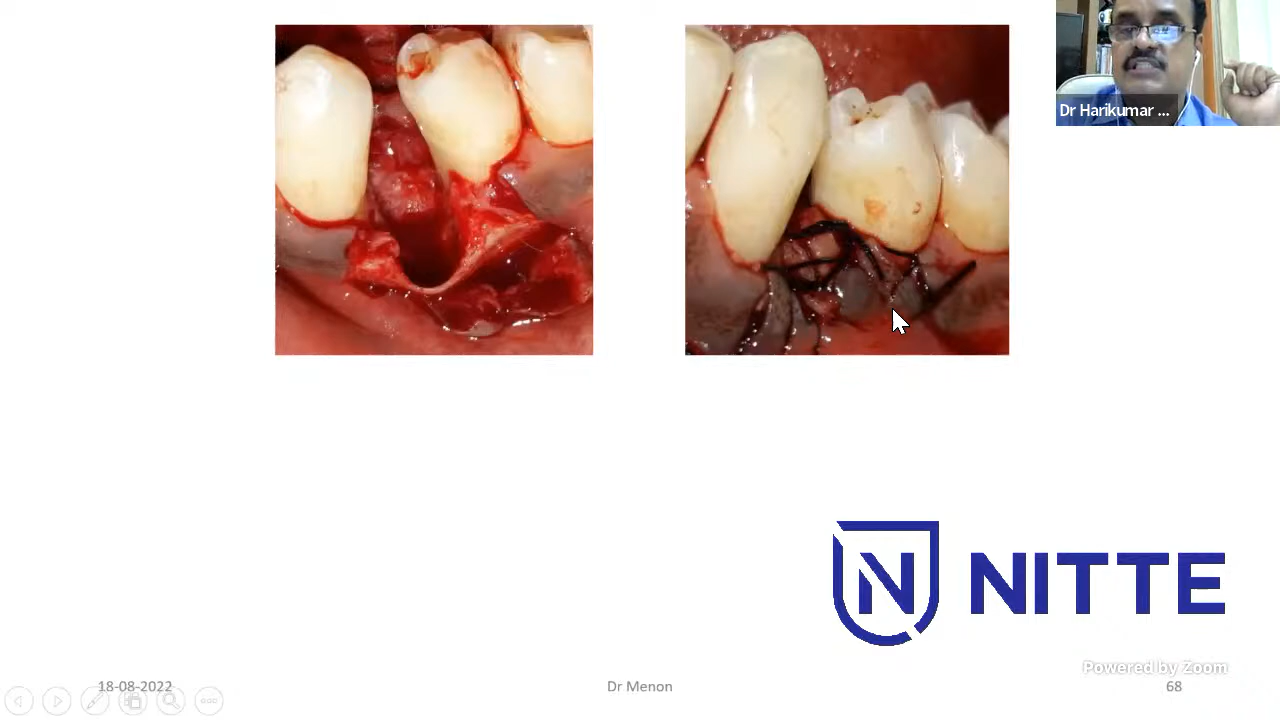 Dr Harikumar ...
N NITTE
Powered by Zoom
18-08-2022
Dr Menon
68